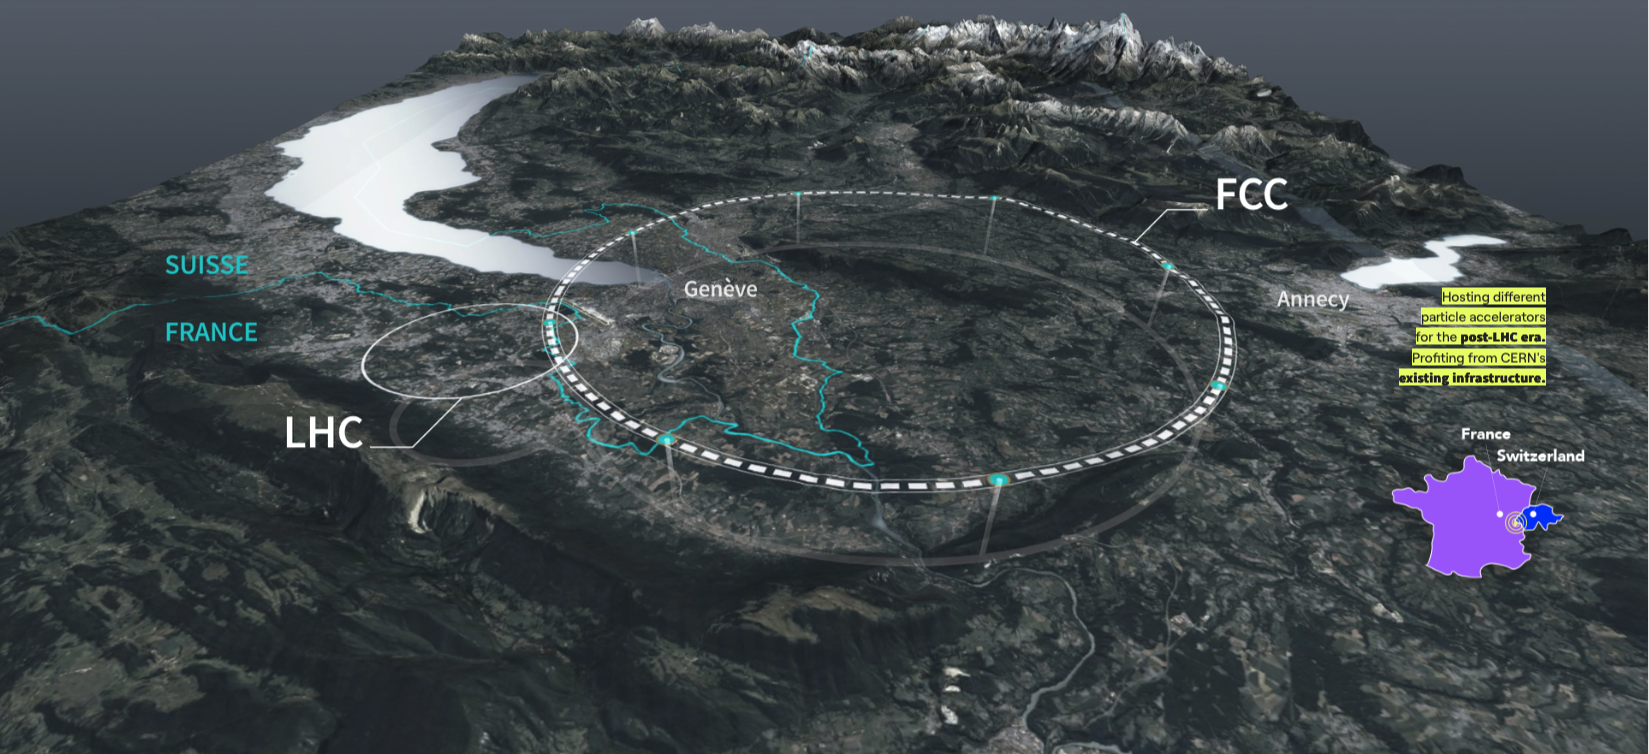 FCC
SUISSE
Genève
Annecy
FRANCE
LHC
Hosting different
particle accelerators
for the post-LHC era.
Profiting from CERN's
existing infrastructure.
France
Switzerland